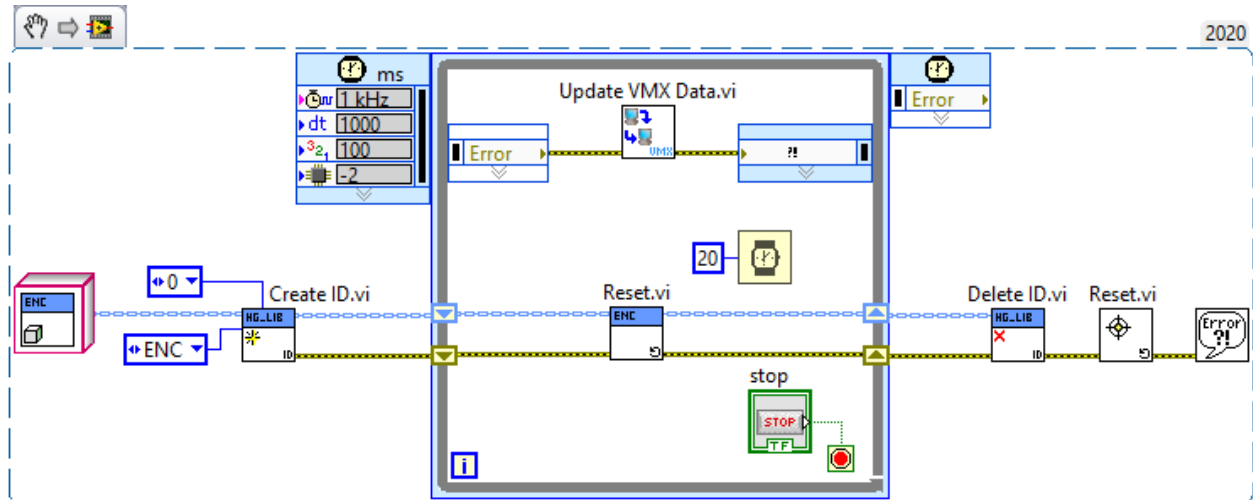 2020
ms
1 kHz
dt 1000
321 100
-2
Error
Update VMX Data.vi
VMX
?!
Error
20
0
ENC
ENC
Create ID.vi
HG_LIB
ID
Reset.vi
ENC
Delete ID.vi
HG_LIB
ID
Reset.vi
Error
?!
stop
STOP
TF
i